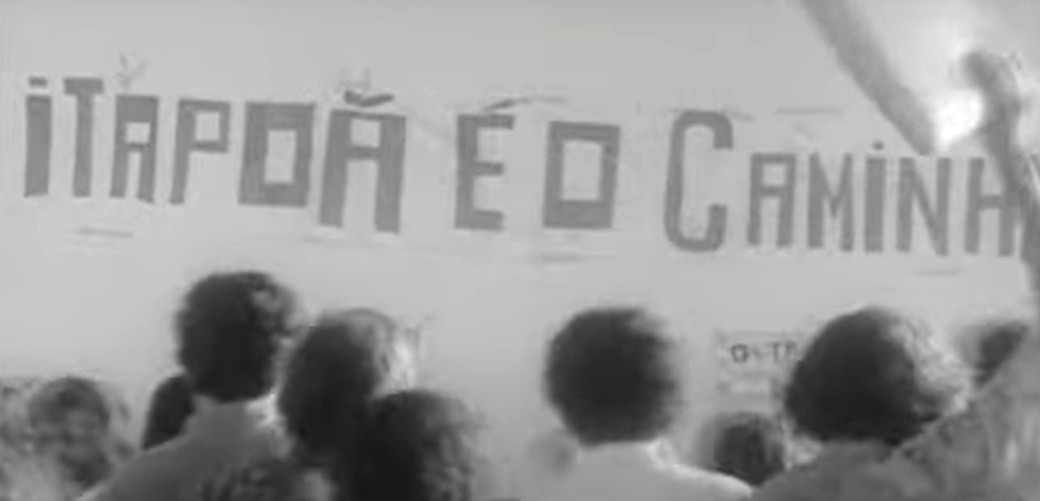 iTAPOÃ É O CAMiNH